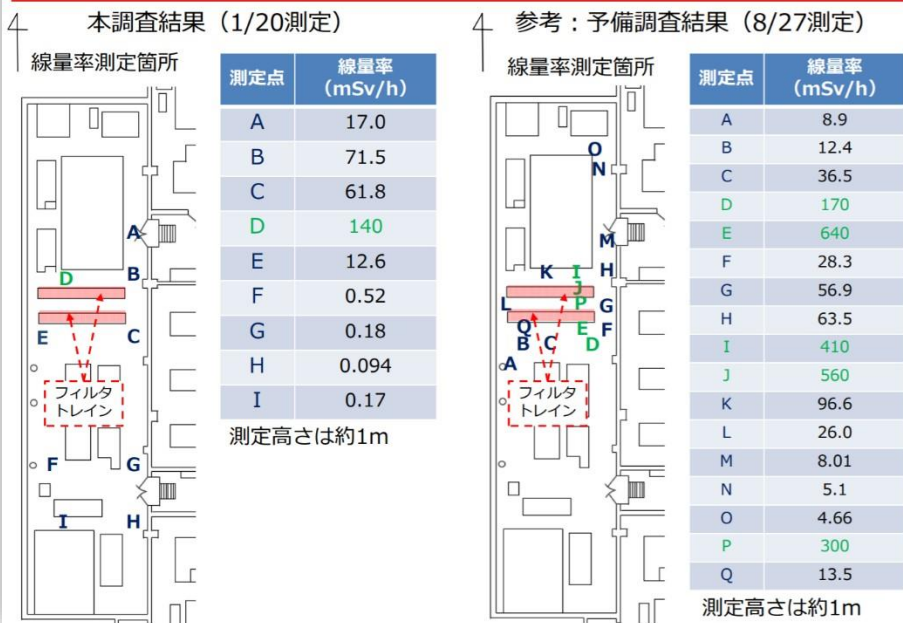 本調査結果（1/20測定）
線量率測定箇所
測定点 線量率（mSv/h）
A 17.0
B 71.5
C 61.8
D 140
E 12.6
F 0.52
G 0.18
H 0.094
I 0.17
測定高さは約1m
A
B
D
E
C
フィルタ
トレイン
F
G
I
H
参考：予備調査結果（8/27測定）
線量率測定箇所
測定点 線量率（mSv/h）
A 8.9
B 12.4
C 36.5
D 170
E 640
F 28.3
G 56.9
H 63.5
I 410
J 560
K 96.6
L 26.0
M 8.01
N 5.1
O 4.66
P 300
Q 13.5
測定高さは約1m
O
N
M
K
I
H
J
L
P
G
Q
E
F
B
C
D
A
フィルタ
トレイン